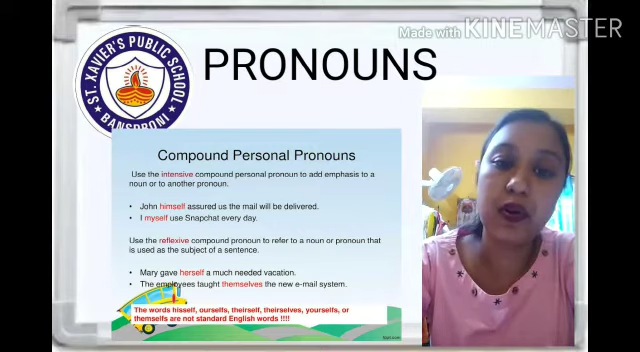 Made with KINEMASTER
PRONOUNS
ST. XAVIER'S PUBLIC SCHOOL
BANSDRONI
Compound Personal Pronouns
Use the intensive compound personal pronoun to add emphasis to a
noun or to another pronoun.
• John himself assured us the mail will be delivered.
• I myself use Snapchat every day.
Use the reflexive compound pronoun to refer to a noun or pronoun that
is used as the subject of a sentence.
• Mary gave herself a much needed vacation.
• The employees taught themselves the new e-mail system.
The words hisself, ourselfs, theirself, theirselves, yourselfs, or
themselfs are not standard English words !!!!